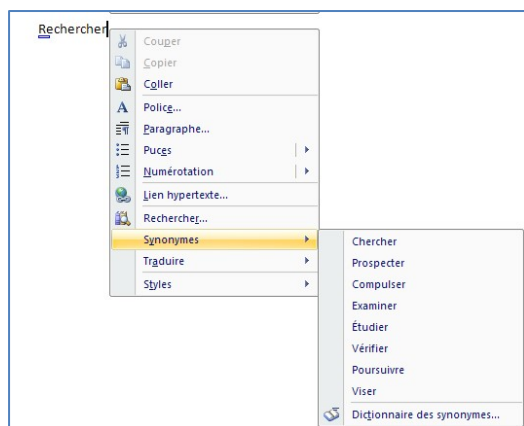 Rechercher
Couper
Copier
Coller
Police...
Paragraphe...
Puces
Numérotation
Lien hypertexte...
Rechercher...
Synonymes
Traduire
Styles
Chercher
Prospecter
Compulser
Examiner
Étudier
Vérifier
Poursuivre
Viser
Dictionnaire des synonymes...